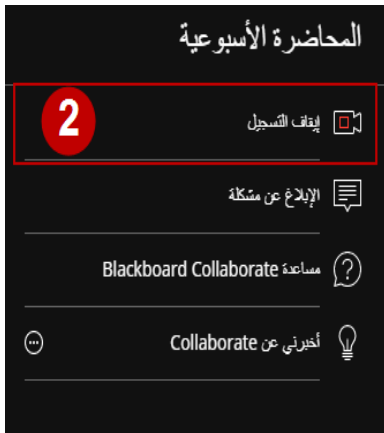 المحاضرة الأسبوعية
إيقاف التسجيل
2
الإبلاغ عن مشكلة
مساعدة Blackboard Collaborate
أخبرني عن Collaborate